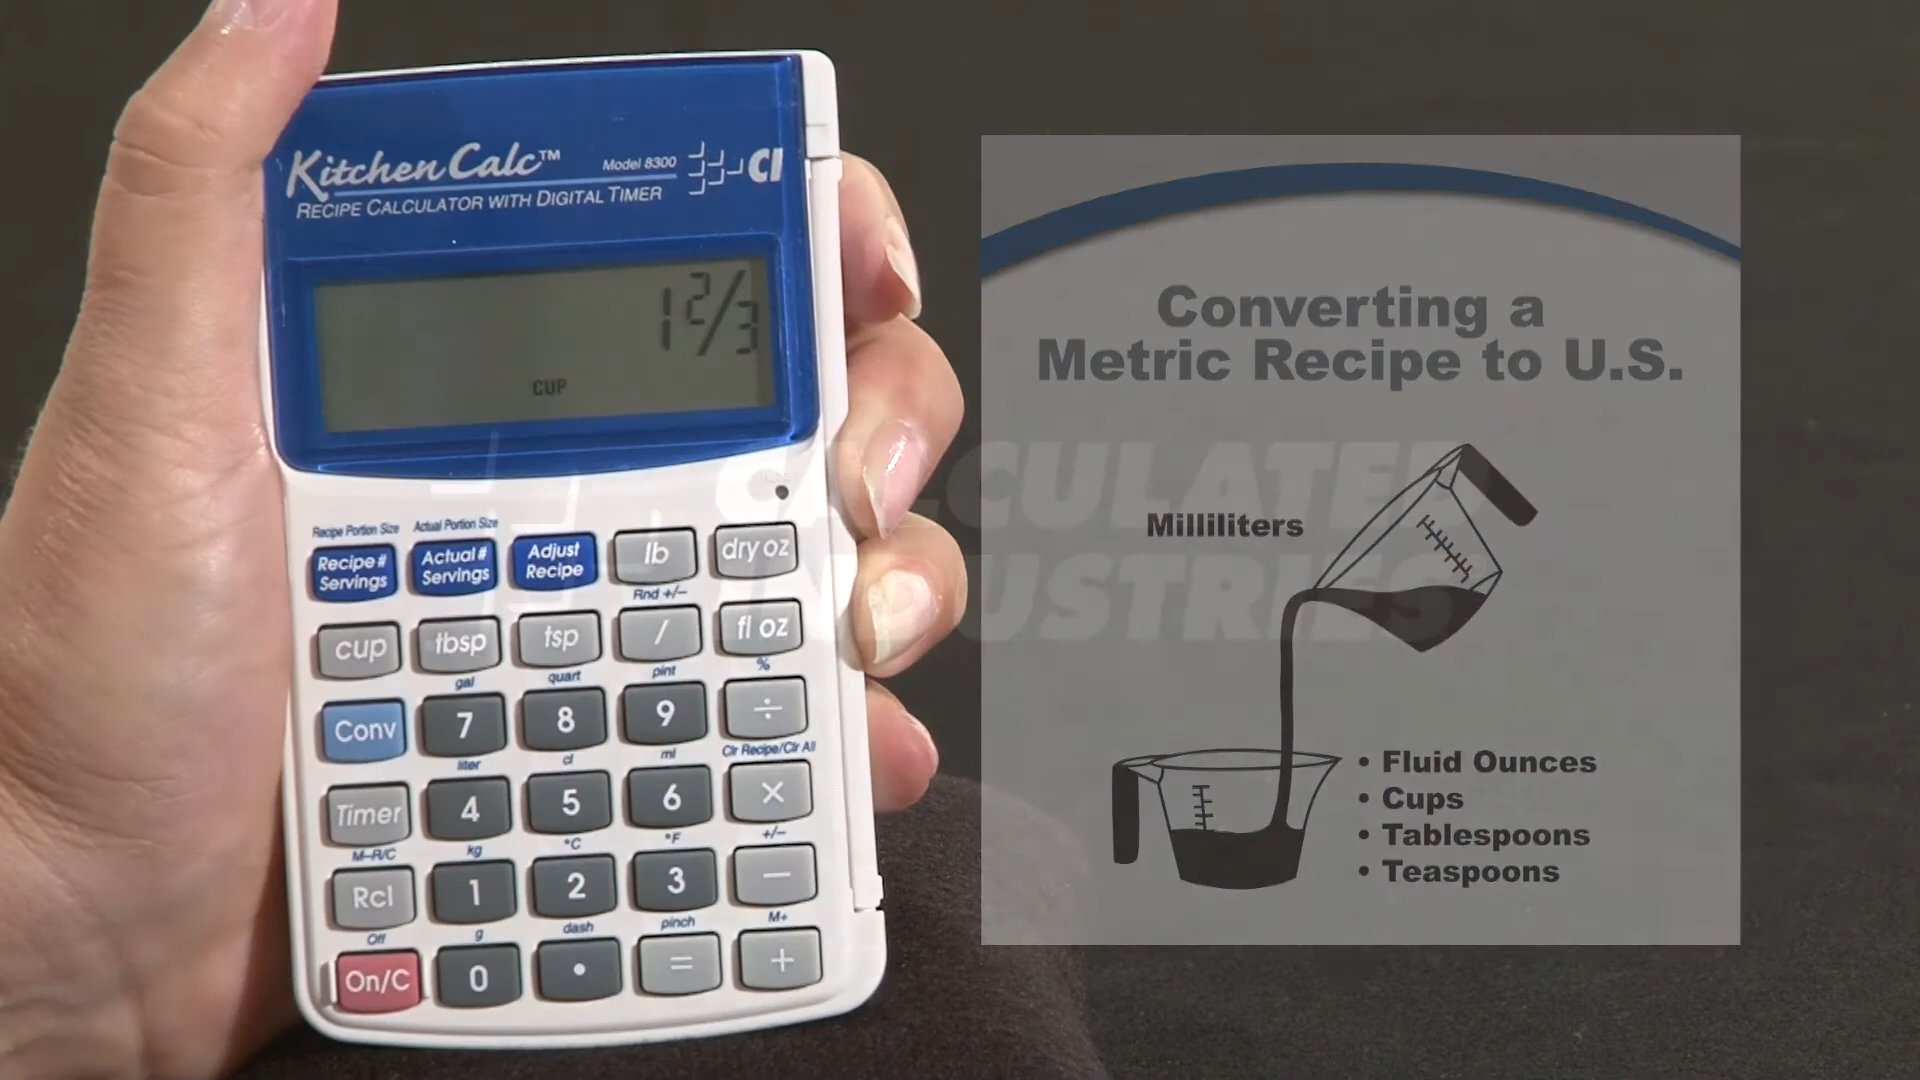 KitchenCalc™ Model 8300 CI
RECIPE CALCULATOR WITH DIGITAL TIMER
1 2/3
CUP
Recipe Portion Size Actual Portion Size
Recipe # Servings Actual # Servings Adjust Recipe lb dry oz
Rnd +/–
cup tbsp tsp / fl oz
gal quart pint %
Conv 7 8 9 ÷
liter cl ml Clr Recipe/Clr All
Timer 4 5 6 ×
M–R/C kg °C °F +/–
Rcl 1 2 3 –
Off g dash pinch M+
On/C 0 • = +
CALCULATED
INDUSTRIES
Converting a
Metric Recipe to U.S.
Milliliters
• Fluid Ounces
• Cups
• Tablespoons
• Teaspoons